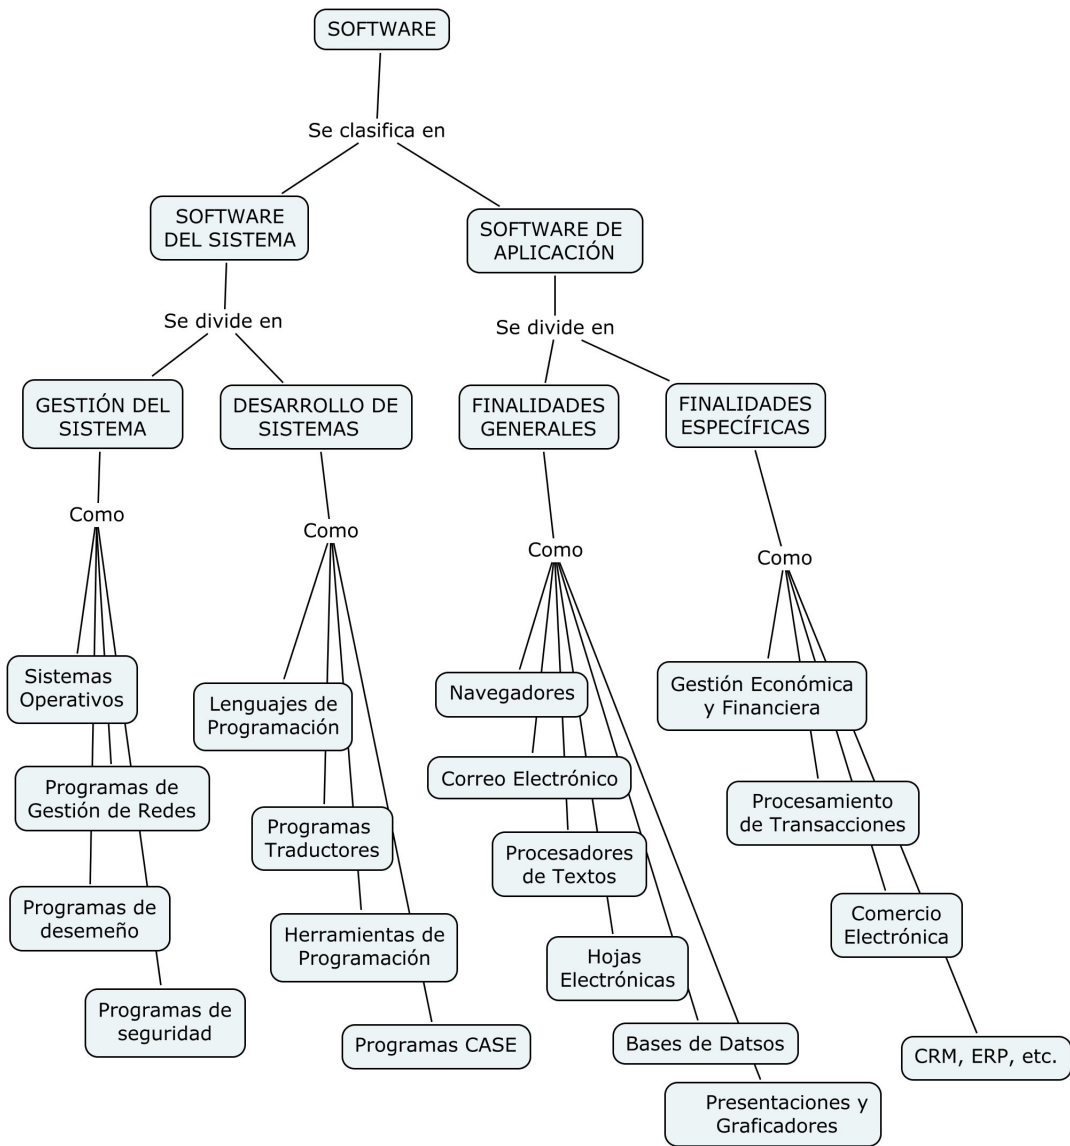 SOFTWARE
Se clasifica en
SOFTWARE
DEL SISTEMA
SOFTWARE DE
APLICACIÓN
Se divide en
Se divide en
GESTIÓN DEL
SISTEMA
DESARROLLO DE
SISTEMAS
FINALIDADES
GENERALES
FINALIDADES
ESPECÍFICAS
Como
Como
Como
Como
Sistemas
Operativos
Programas de
Gestión de Redes
Programas de
desemeño
Programas de
seguridad
Lenguajes de
Programación
Programas
Traductores
Herramientas de
Programación
Programas CASE
Navegadores
Correo Electrónico
Procesadores
de Textos
Hojas
Electrónicas
Bases de Datsos
Presentaciones y
Graficadores
Gestión Económica
y Financiera
Procesamiento
de Transacciones
Comercio
Electrónica
CRM, ERP, etc.